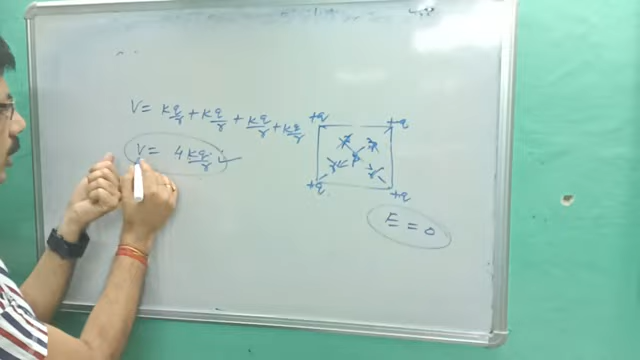 V = Kq/r + Kq/r + Kq/r + Kq/r
V = 4Kq/r
+q +q
r r
r r
+q +q
E = 0